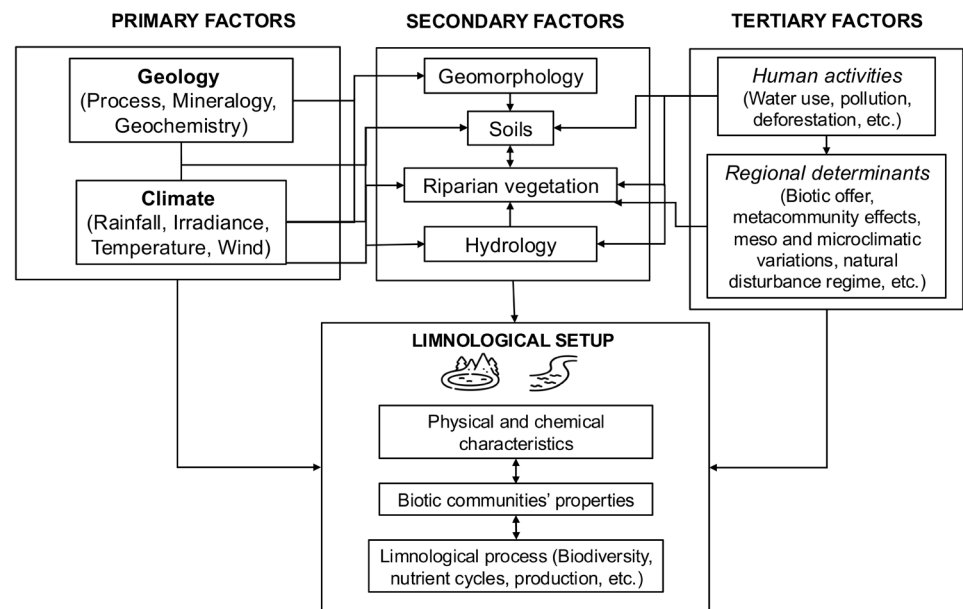 PRIMARY FACTORS
Geology
(Process, Mineralogy,
Geochemistry)
Climate
(Rainfall, Irradiance,
Temperature, Wind)
SECONDARY FACTORS
Geomorphology
Soils
Riparian vegetation
Hydrology
TERTIARY FACTORS
Human activities
(Water use, pollution,
deforestation, etc.)
Regional determinants
(Biotic offer,
metacommunity effects,
meso and microclimatic
variations, natural
disturbance regime, etc.)
LIMNOLOGICAL SETUP
Physical and chemical
characteristics
Biotic communities' properties
Limnological process (Biodiversity,
nutrient cycles, production, etc.)